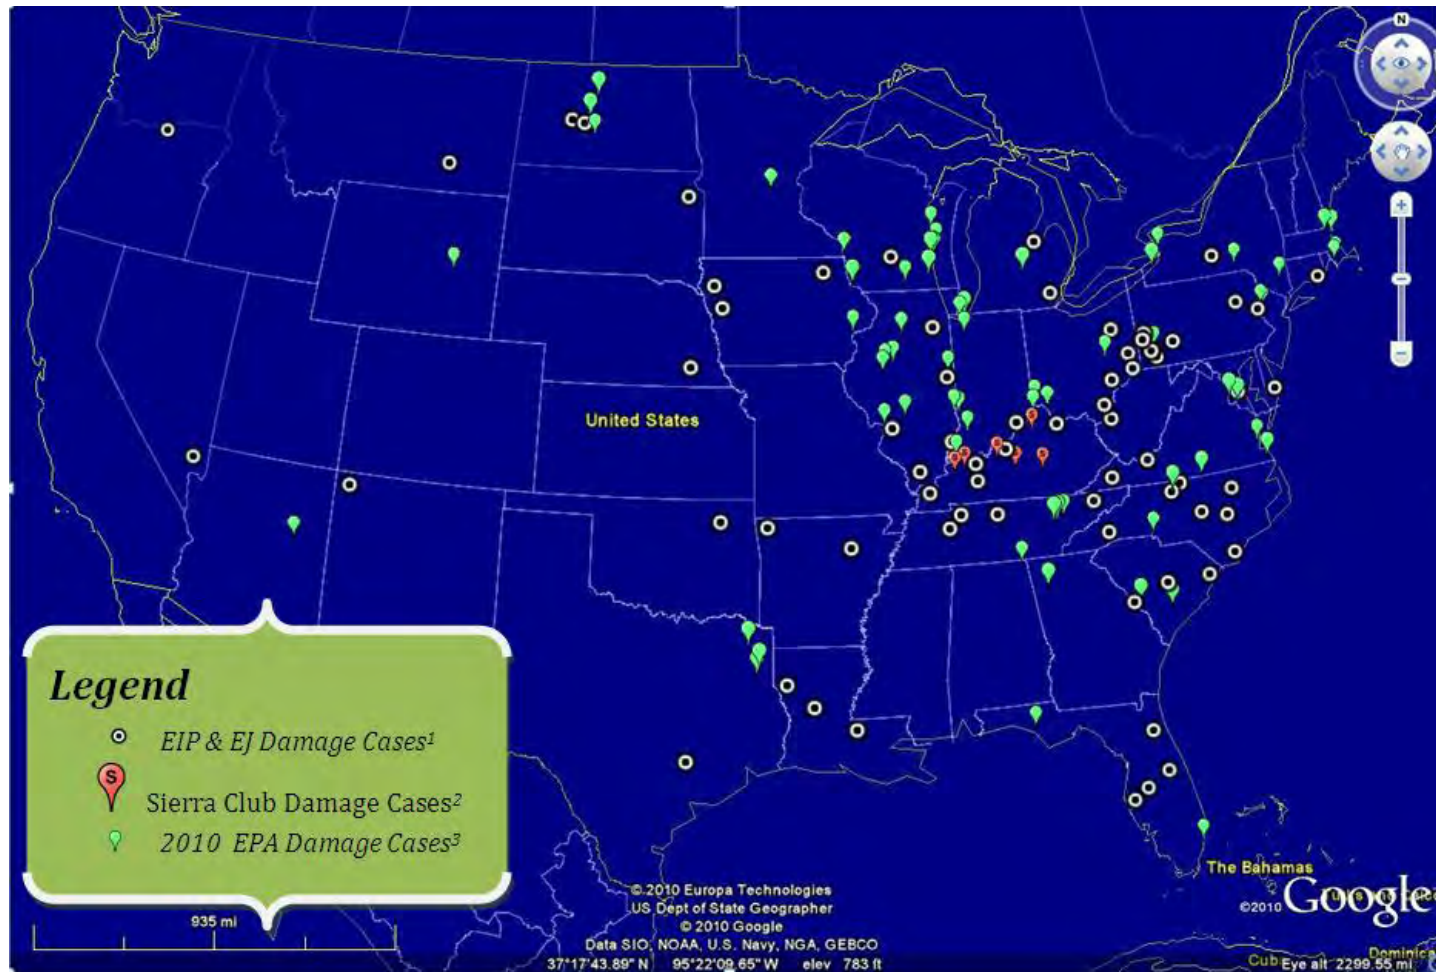 N
United States
Legend
EIP & EJ Damage Cases¹
S
Sierra Club Damage Cases²
2010 EPA Damage Cases³
935 mi
The Bahamas
© 2010 Europa Technologies
US Dept of State Geographer
© 2010 Google
Data SIO, NOAA, U.S. Navy, NGA, GEBCO
©2010 Google
37°17'43.89" N 95°22'09.65" W elev 783 ft
Eye alt 2299.55 mi